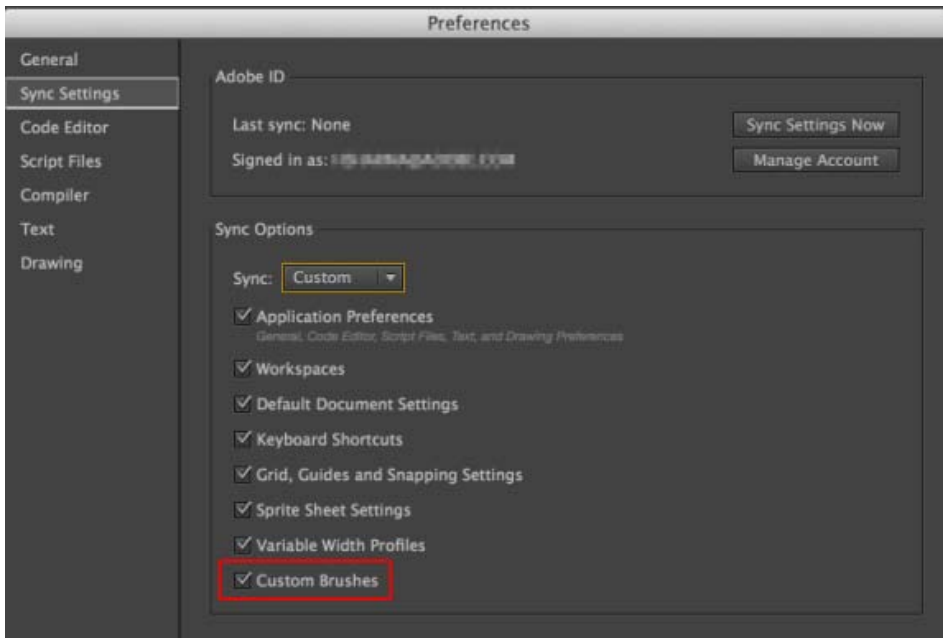 Preferences
General
Sync Settings
Code Editor
Script Files
Compiler
Text
Drawing
Adobe ID
Last sync: None
Sync Settings Now
Signed in as:
Manage Account
Sync Options
Sync: Custom
Application Preferences
General, Code Editor, Script Files, Text, and Drawing Preferences
Workspaces
Default Document Settings
Keyboard Shortcuts
Grid, Guides and Snapping Settings
Sprite Sheet Settings
Variable Width Profiles
Custom Brushes